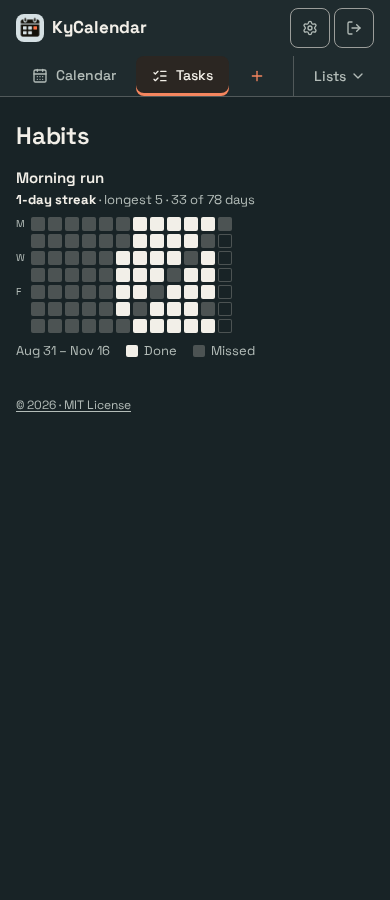 KyCalendar
Calendar
Tasks
+
Lists
Habits
Morning run
1-day streak · longest 5 · 33 of 78 days
M
W
F
Aug 31 – Nov 16
Done
Missed
© 2026 · MIT License